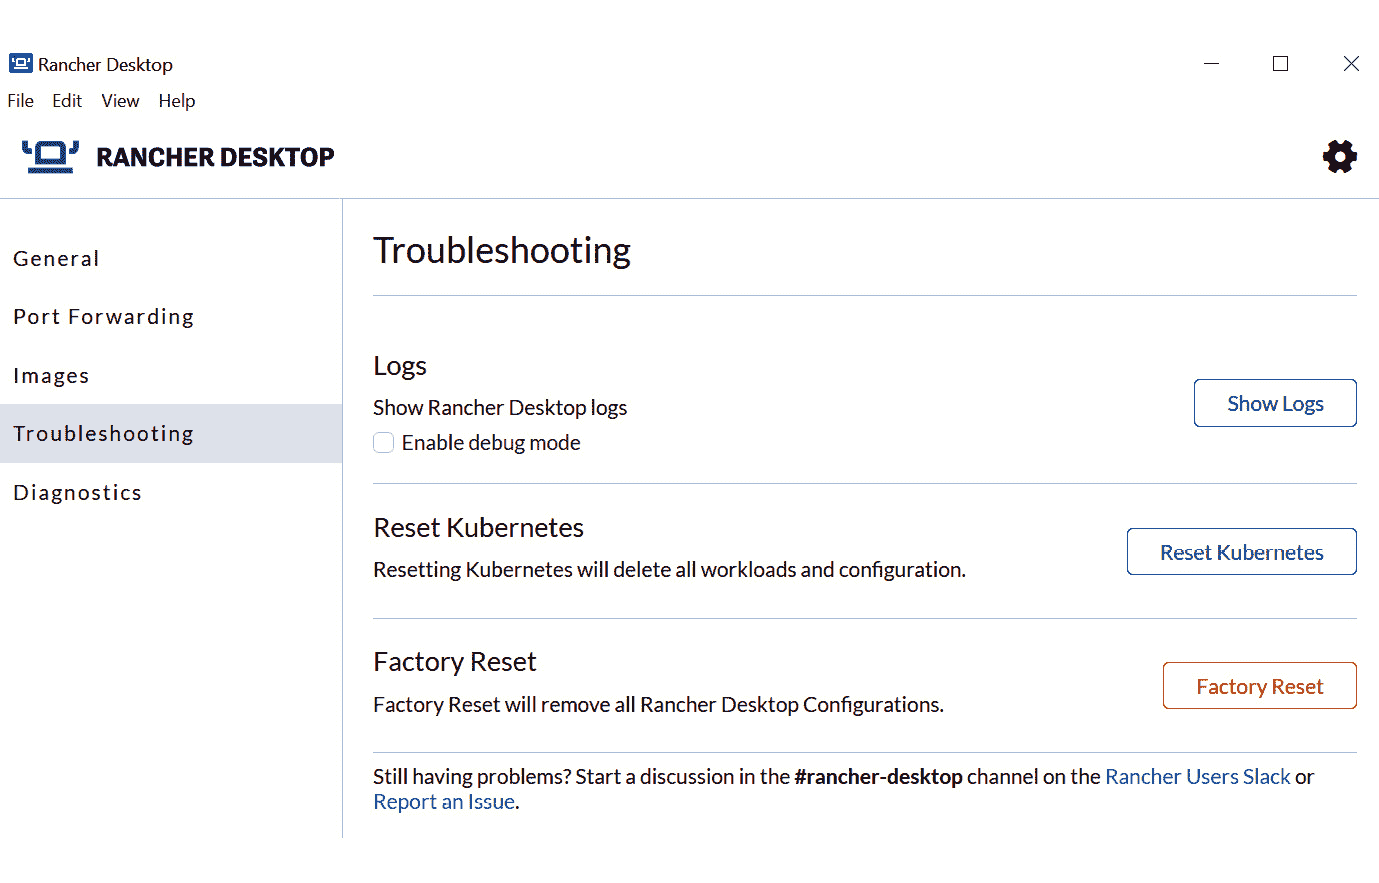 Rancher Desktop
File Edit View Help
RANCHER DESKTOP
General
Port Forwarding
Images
Troubleshooting
Diagnostics
Troubleshooting
Logs
Show Rancher Desktop logs
Enable debug mode
Show Logs
Reset Kubernetes
Resetting Kubernetes will delete all workloads and configuration.
Reset Kubernetes
Factory Reset
Factory Reset will remove all Rancher Desktop Configurations.
Factory Reset
Still having problems? Start a discussion in the #rancher-desktop channel on the Rancher Users Slack or
Report an Issue.